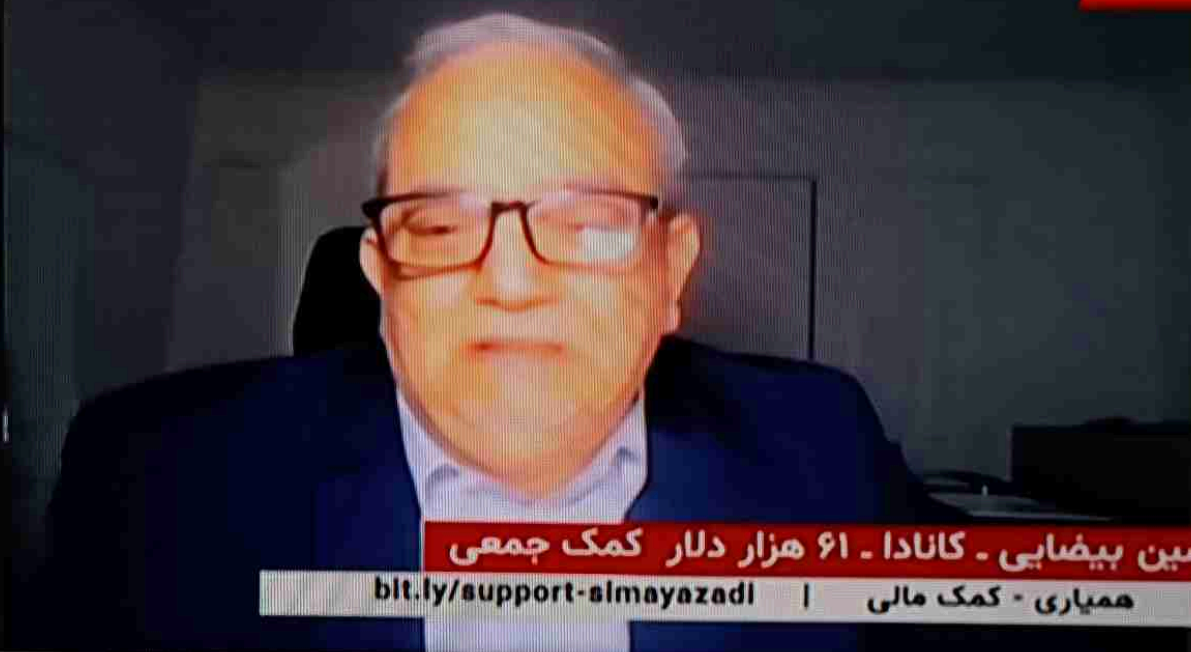 بیضایی ـ کانادا ـ ۶۱ هزار دلار کمک جمعی
همیاری - کمک مالی | bit.ly/support-simayazadi